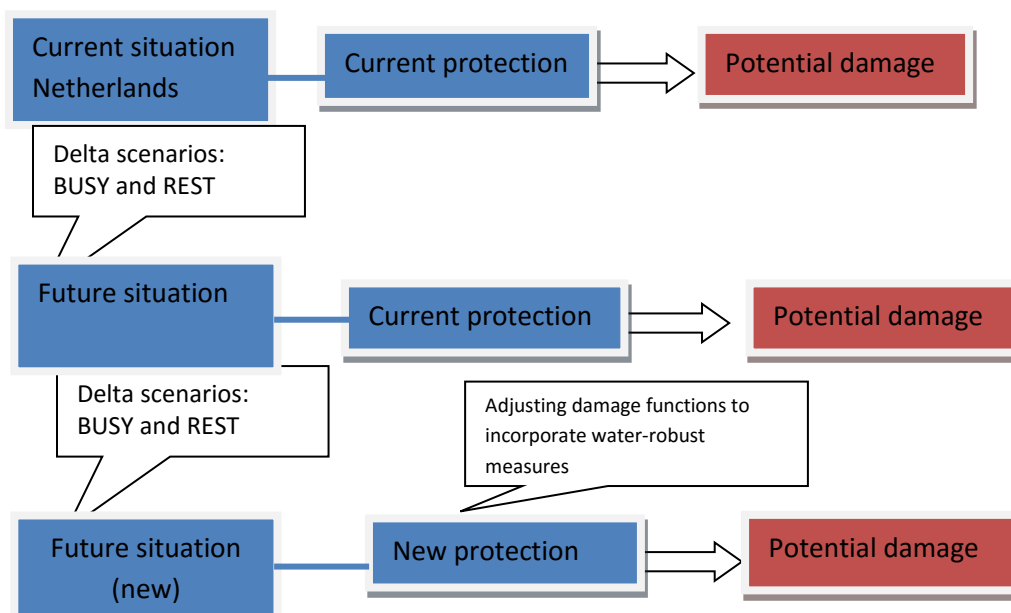 Current situation
Netherlands
Current protection
Potential damage
Delta scenarios:
BUSY and REST
Future situation
Current protection
Potential damage
Delta scenarios:
BUSY and REST
Adjusting damage functions to
incorporate water-robust
measures
Future situation
(new)
New protection
Potential damage